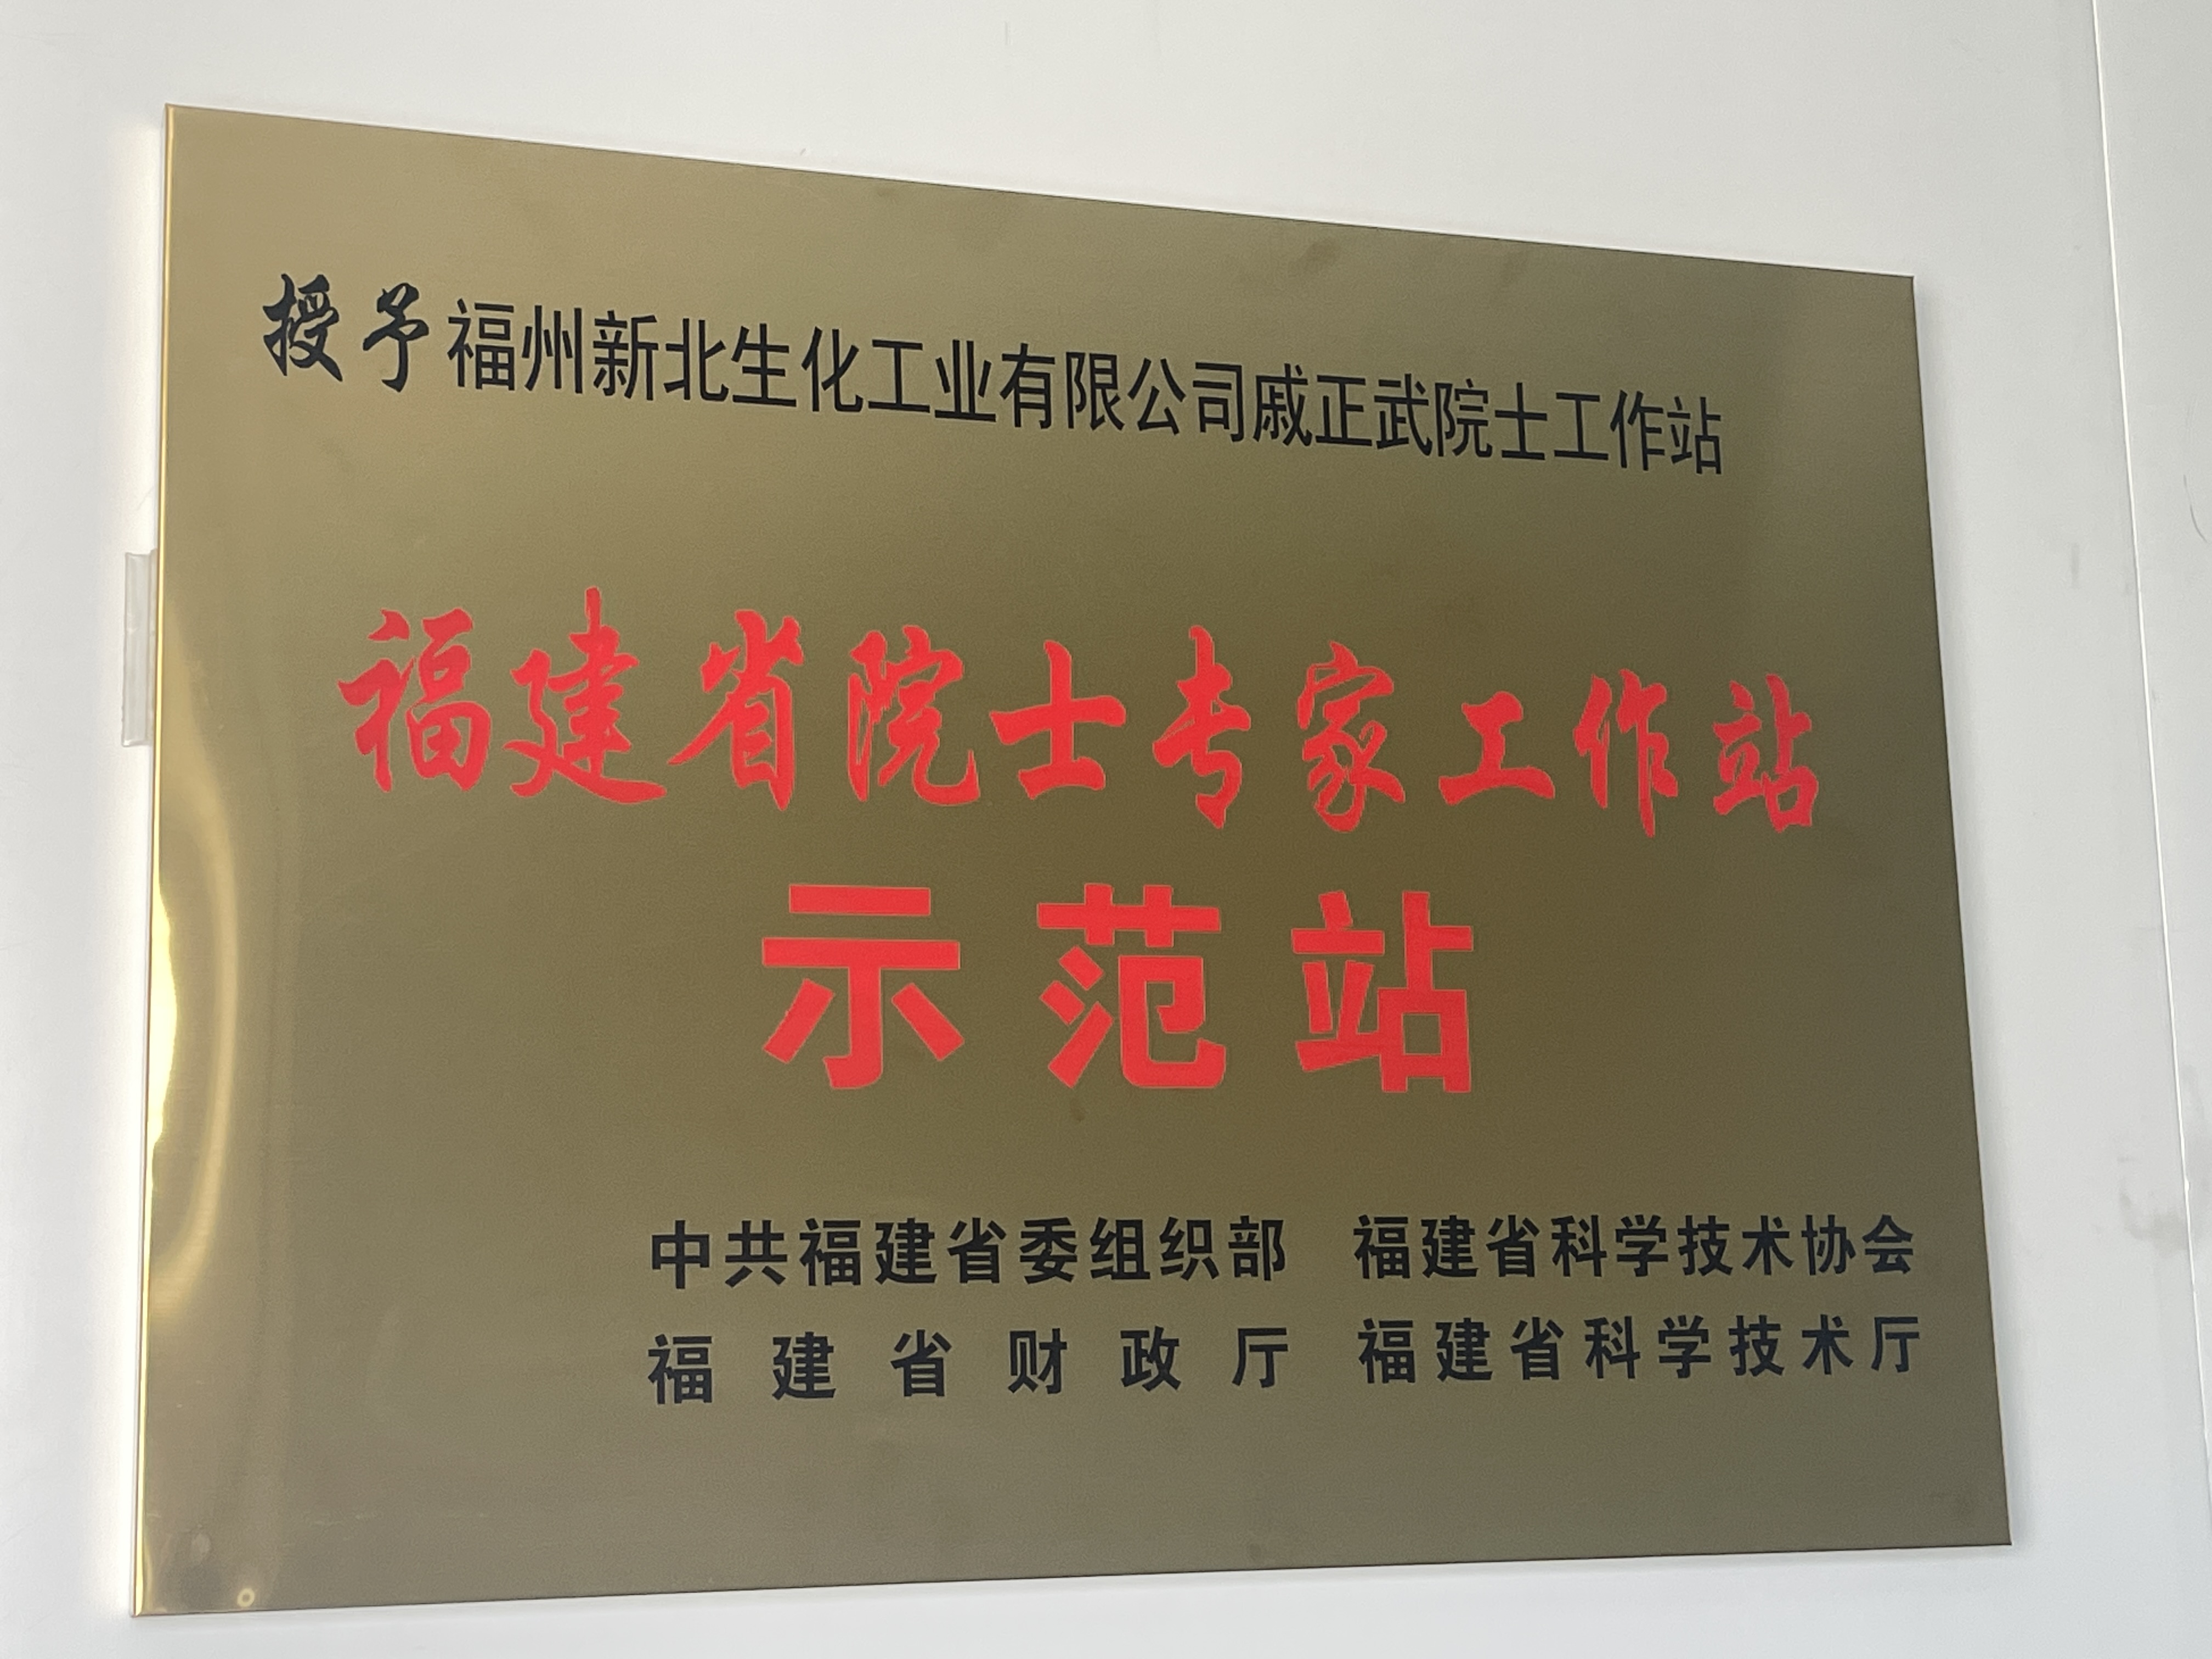 授予福州新北生化工业有限公司戚正武院士工作站
福建省院士专家工作站
示范站
中共福建省委组织部 福建省科学技术协会
福建省财政厅 福建省科学技术厅